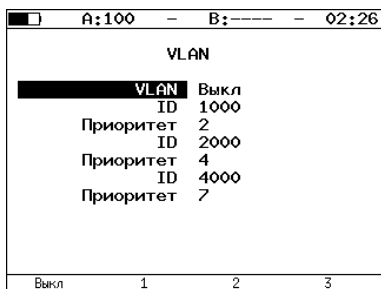 A:100 – B:---- – 02:26
VLAN
VLAN Выкл
ID 1000
Приоритет 2
ID 2000
Приоритет 4
ID 4000
Приоритет 7
Выкл 1 2 3